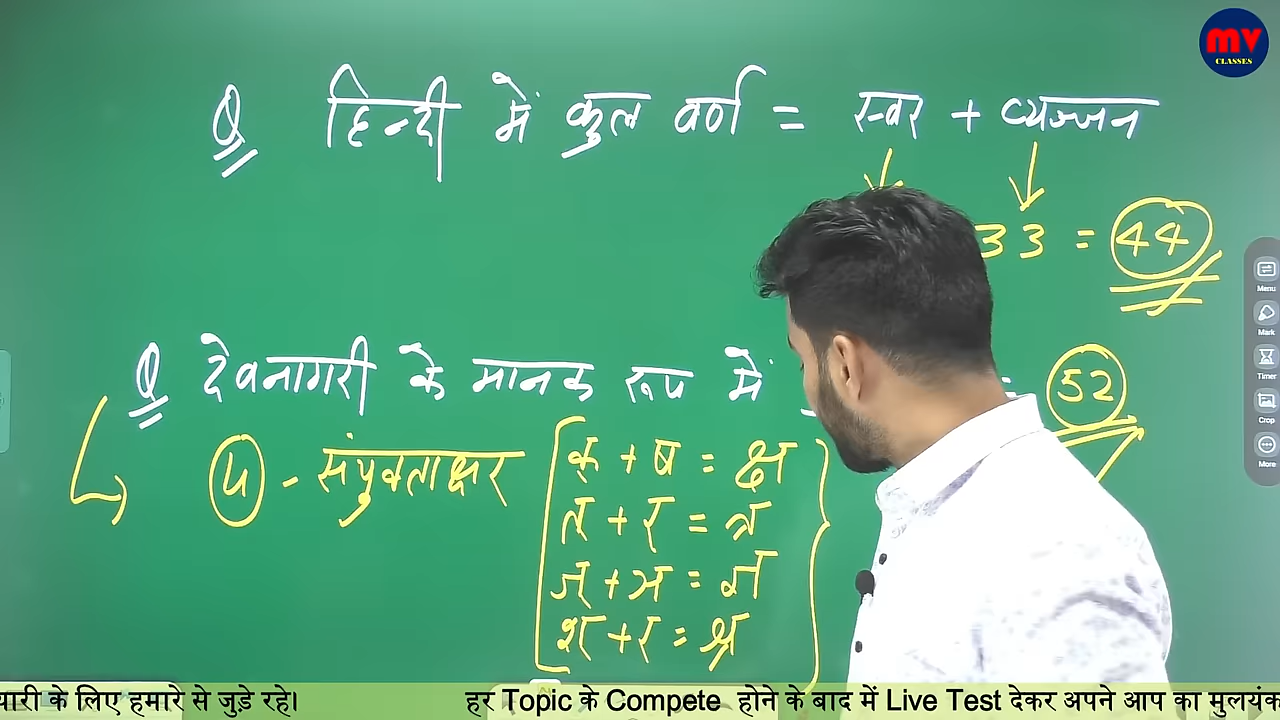 MV
CLASSES
Q हिन्दी में कुल वर्ण = स्वर + व्यञ्जन
33 = 44
Q देवनागरी के मानक रूप में = 52
4 - संयुक्ताक्षर
क् + ष = क्ष
त् + र = त्र
ज् + ञ = ज्ञ
श् + र = श्र
Menu
Mark
Timer
Crop
More
यारी के लिए हमारे से जुड़े रहे। हर Topic के Compete होने के बाद में Live Test देकर अपने आप का मुलयंक